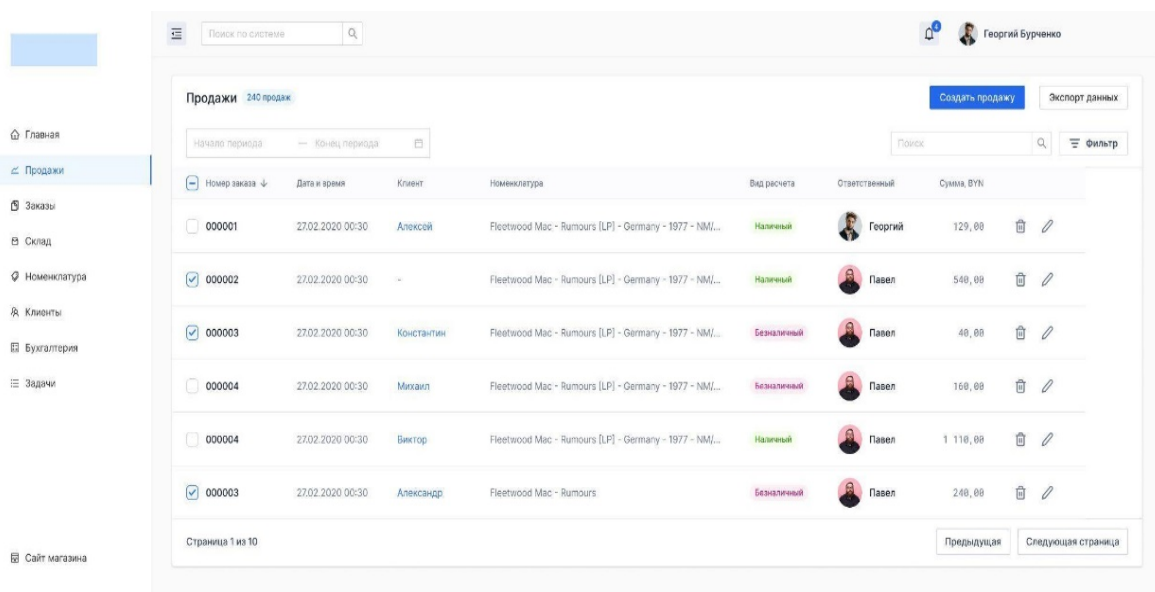 Поиск по системе
4
Георгий Бурченко
Продажи 240 продаж
Создать продажу
Экспорт данных
Главная
Начало периода — Конец периода
Поиск
Фильтр
Продажи
Номер заказа ↓ Дата и время Клиент Номенклатура Вид расчета Ответственный Сумма, BYN
Заказы
000001 27.02.2020 00:30 Алексей Fleetwood Mac - Rumours [LP] - Germany - 1977 - NM/... Наличный Георгий 129,00
Склад
Номенклатура
000002 27.02.2020 00:30 - Fleetwood Mac - Rumours [LP] - Germany - 1977 - NM/... Наличный Павел 540,00
Клиенты
000003 27.02.2020 00:30 Константин Fleetwood Mac - Rumours [LP] - Germany - 1977 - NM/... Безналичный Павел 40,00
Бухгалтерия
Задачи
000004 27.02.2020 00:30 Михаил Fleetwood Mac - Rumours [LP] - Germany - 1977 - NM/... Безналичный Павел 160,00
000004 27.02.2020 00:30 Виктор Fleetwood Mac - Rumours [LP] - Germany - 1977 - NM/... Наличный Павел 1 110,00
000003 27.02.2020 00:30 Александр Fleetwood Mac - Rumours Безналичный Павел 240,00
Страница 1 из 10
Предыдущая
Следующая страница
Сайт магазина